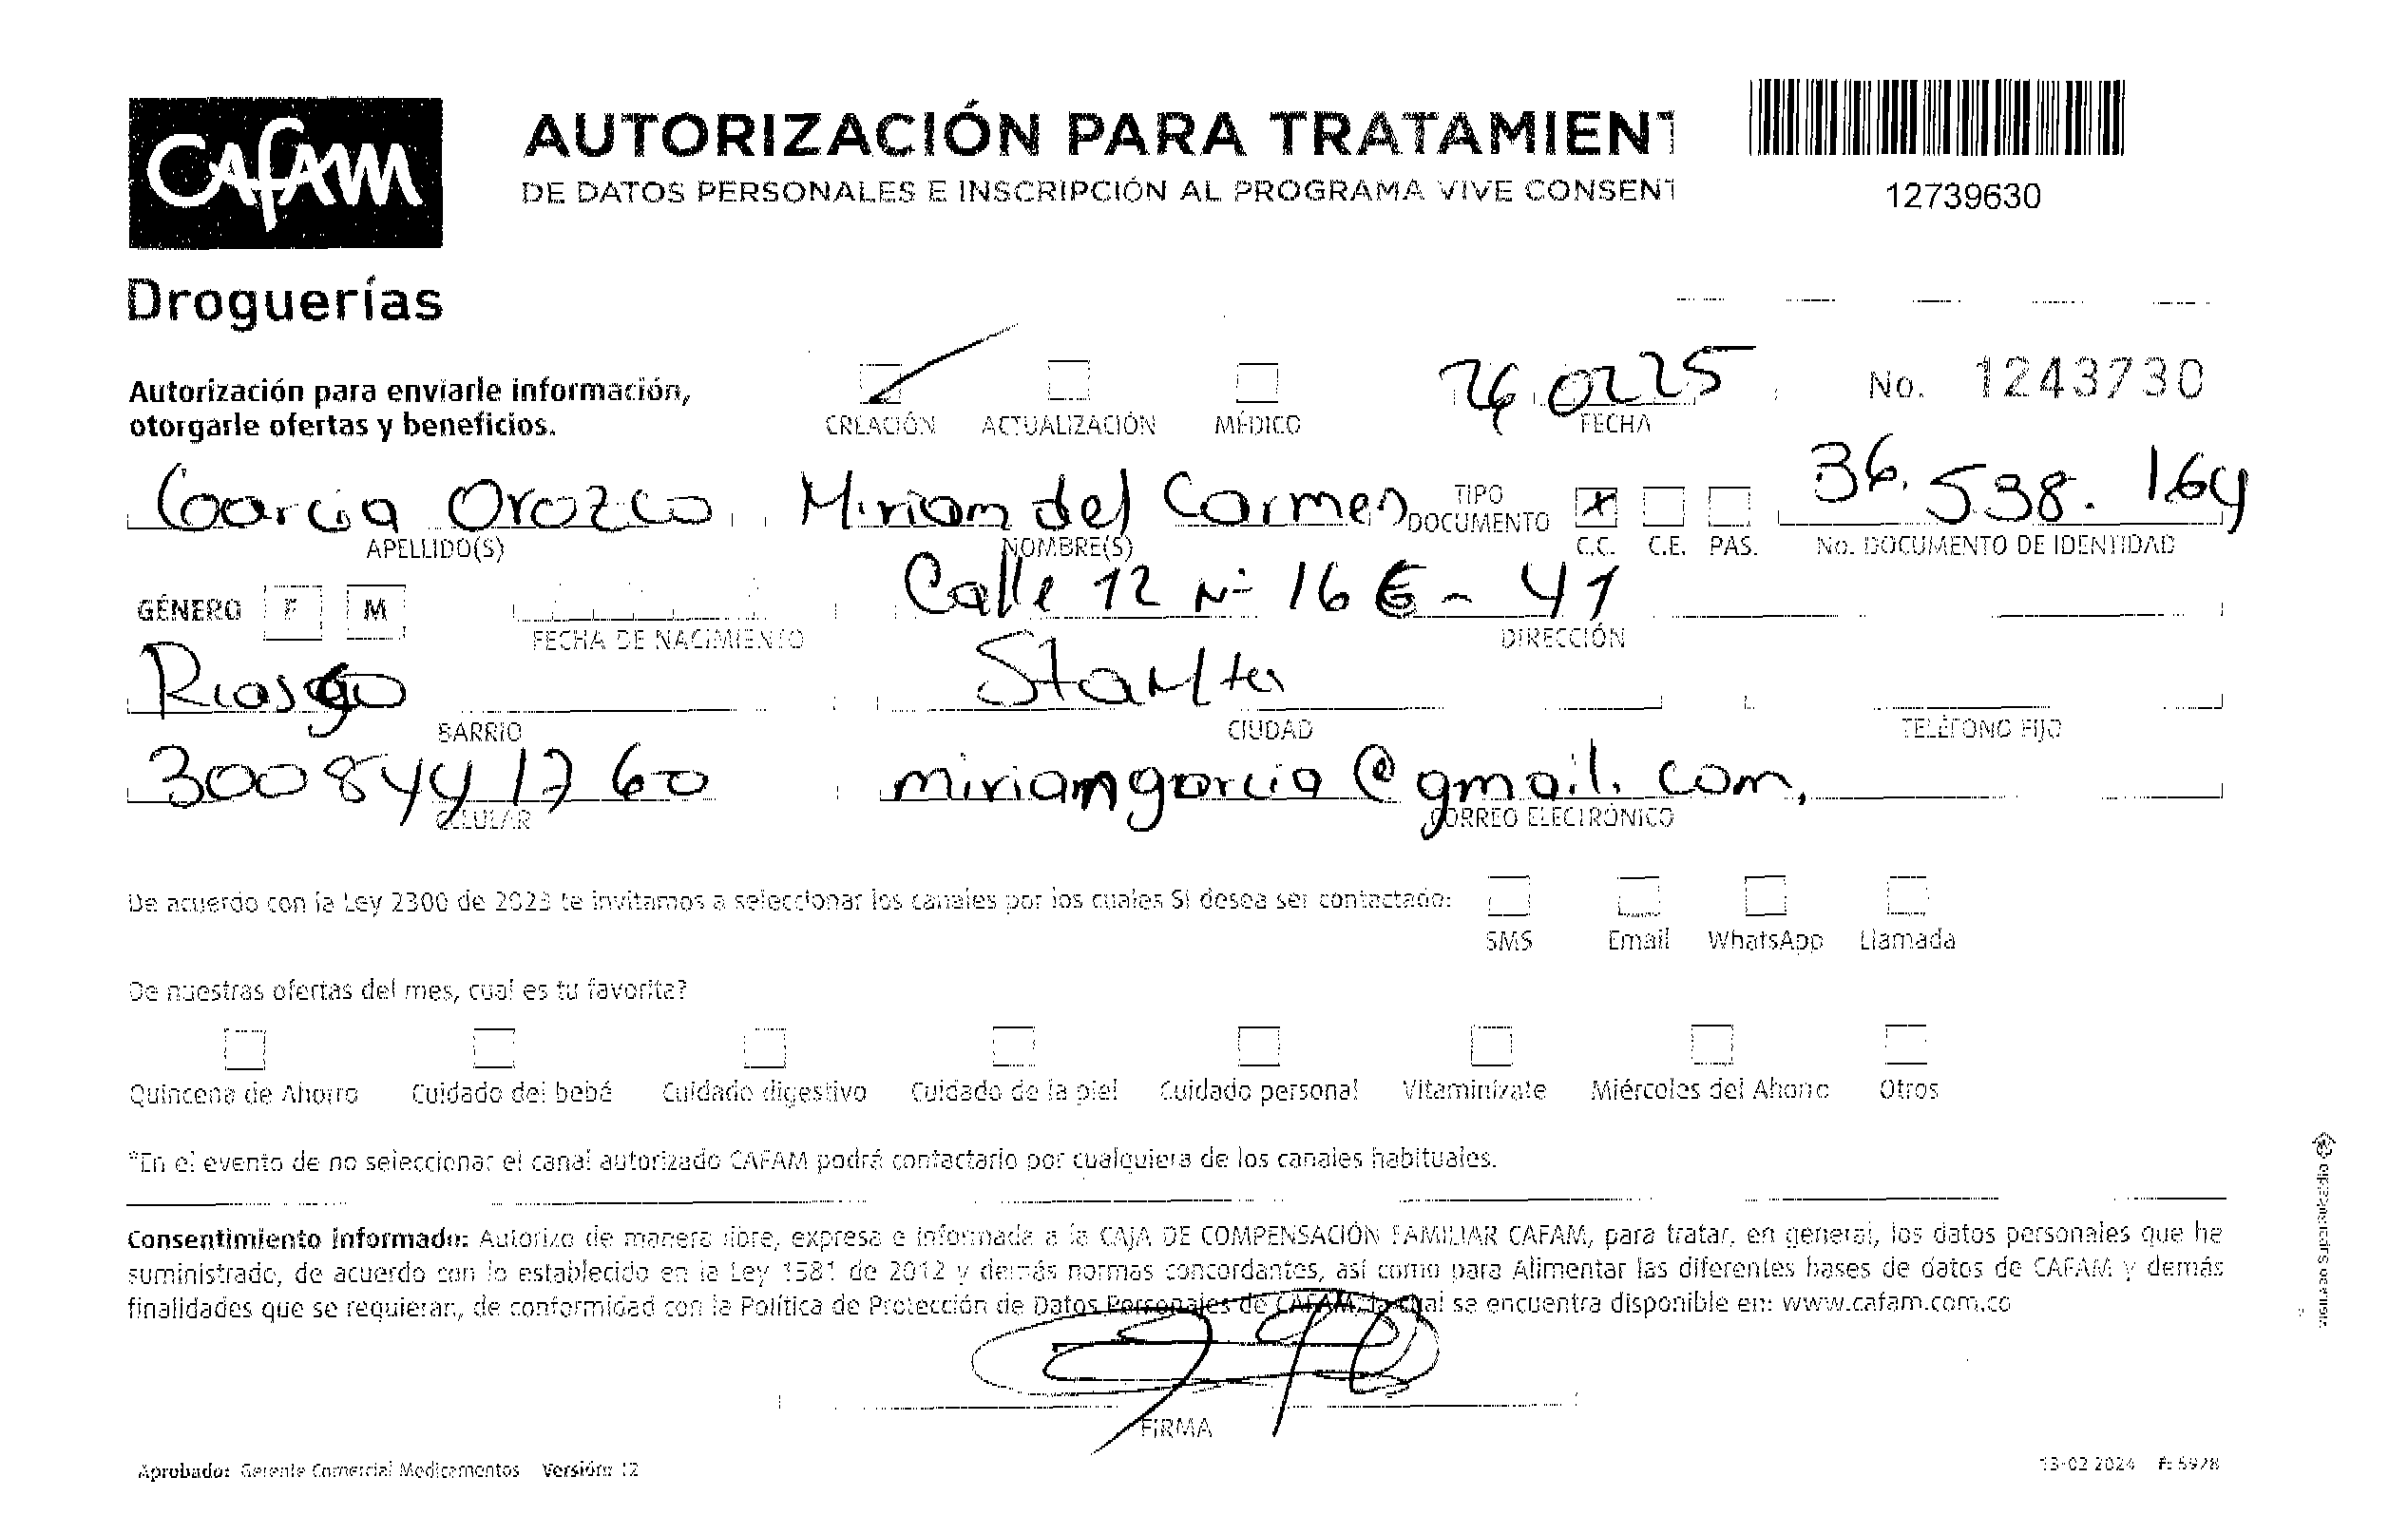 CAFAM
Droguerías
AUTORIZACIÓN PARA TRATAMIENT
DE DATOS PERSONALES E INSCRIPCIÓN AL PROGRAMA VIVE CONSENT
12739630
Autorización para enviarle información,
otorgarle ofertas y beneficios.
CREACIÓN ACTUALIZACIÓN MÉDICO
26.02 25
FECHA
No. 1243730
Garcia Orozco Miriam del Carmen TIPO DOCUMENTO X 36.538.164
APELLIDO(S) NOMBRE(S) C.C. C.E. PAS. No. DOCUMENTO DE IDENTIDAD
GÉNERO F M Calle 12 Nº 16 E - 41
FECHA DE NACIMIENTO DIRECCIÓN
Riasgo StaMta
BARRIO CIUDAD TELÉFONO FIJO
3008441760 miriamgarcia@gmail.com,
CELULAR CORREO ELECTRÓNICO
De acuerdo con la Ley 2300 de 2023 te invitamos a seleccionar los canales por los cuales SI desea ser contactado:
SMS Email WhatsApp Llamada
De nuestras ofertas del mes, cual es tu favorita?
Quincena de Ahorro Cuidado del bebé Cuidado digestivo Cuidado de la piel Cuidado personal Vitaminízate Miércoles del Ahorro Otros
*En el evento de no seleccionar el canal autorizado CAFAM podrá contactarlo por cualquiera de los canales habituales.
Consentimiento informado: Autorizo de manera libre, expresa e informada a la CAJA DE COMPENSACIÓN FAMILIAR CAFAM, para tratar, en general, los datos personales que he
suministrado, de acuerdo con lo establecido en la Ley 1581 de 2012 y demás normas concordantes, así como para Alimentar las diferentes bases de datos de CAFAM y demás
finalidades que se requieran, de conformidad con la Política de Protección de Datos Personales de CAFAM, la cual se encuentra disponible en: www.cafam.com.co
FIRMA
Aprobado: Gerente Comercial Medicamentos Versión: 12
13-02 2024 F: 5928